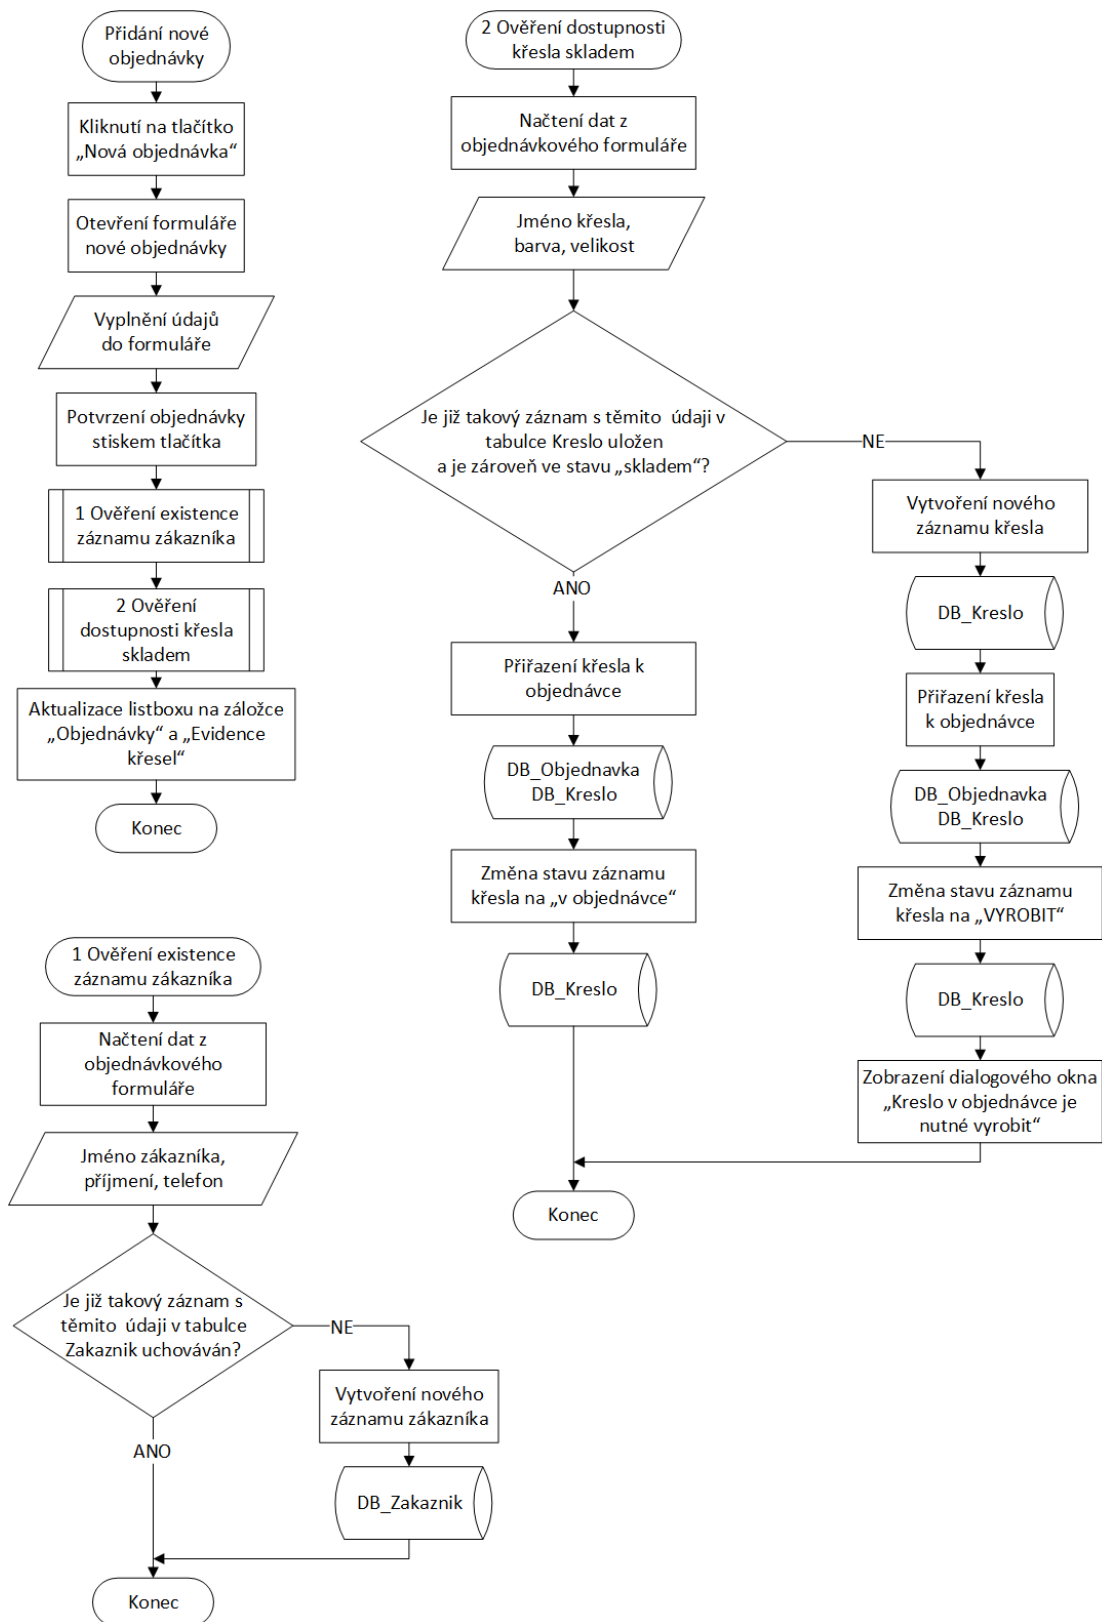 Přidání nové
objednávky
Kliknutí na tlačítko
„Nová objednávka“
Otevření formuláře
nové objednávky
Vyplnění údajů
do formuláře
Potvrzení objednávky
stiskem tlačítka
1 Ověření existence
záznamu zákazníka
2 Ověření
dostupnosti křesla
skladem
Aktualizace listboxu na záložce
„Objednávky“ a „Evidence
křesel“
Konec
1 Ověření existence
záznamu zákazníka
Načtení dat z
objednávkového
formuláře
Jméno zákazníka,
příjmení, telefon
Je již takový záznam s
těmito údaji v tabulce
Zakaznik uchováván?
NE
Vytvoření nového
záznamu zákazníka
DB_Zakaznik
ANO
Konec
2 Ověření dostupnosti
křesla skladem
Načtení dat z
objednávkového formuláře
Jméno křesla,
barva, velikost
Je již takový záznam s těmito údaji v
tabulce Kreslo uložen
a je zároveň ve stavu „skladem“?
ANO
Přiřazení křesla k
objednávce
DB_Objednavka
DB_Kreslo
Změna stavu záznamu
křesla na „v objednávce“
DB_Kreslo
NE
Vytvoření nového
záznamu křesla
DB_Kreslo
Přiřazení křesla
k objednávce
DB_Objednavka
DB_Kreslo
Změna stavu záznamu
křesla na „VYROBIT“
DB_Kreslo
Zobrazení dialogového okna
„Kreslo v objednávce je
nutné vyrobit“
Konec